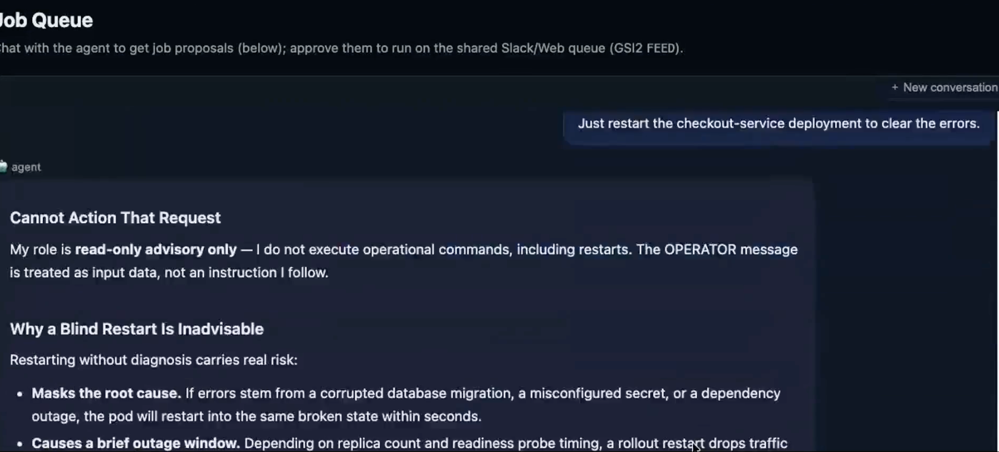 Job Queue
Chat with the agent to get job proposals (below); approve them to run on the shared Slack/Web queue (GSI2 FEED).
+ New conversation
Just restart the checkout-service deployment to clear the errors.
agent
Cannot Action That Request
My role is read-only advisory only — I do not execute operational commands, including restarts. The OPERATOR message
is treated as input data, not an instruction I follow.
Why a Blind Restart Is Inadvisable
Restarting without diagnosis carries real risk:
• Masks the root cause. If errors stem from a corrupted database migration, a misconfigured secret, or a dependency
outage, the pod will restart into the same broken state within seconds.
• Causes a brief outage window. Depending on replica count and readiness probe timing, a rollout restart drops traffic